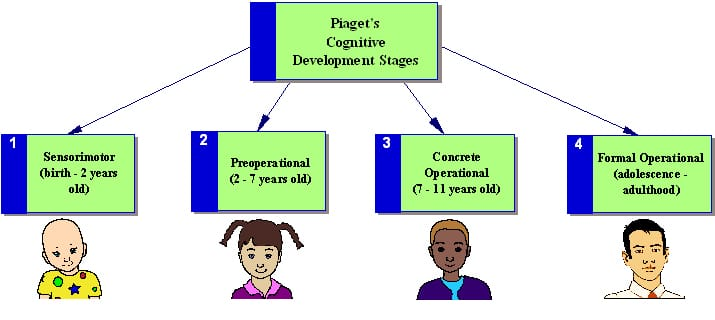 Piaget's
Cognitive
Development Stages
1
Sensorimotor
(birth - 2 years
old)
2
Preoperational
(2 - 7 years old)
3
Concrete
Operational
(7 - 11 years old)
4
Formal Operational
(adolescence -
adulthood)